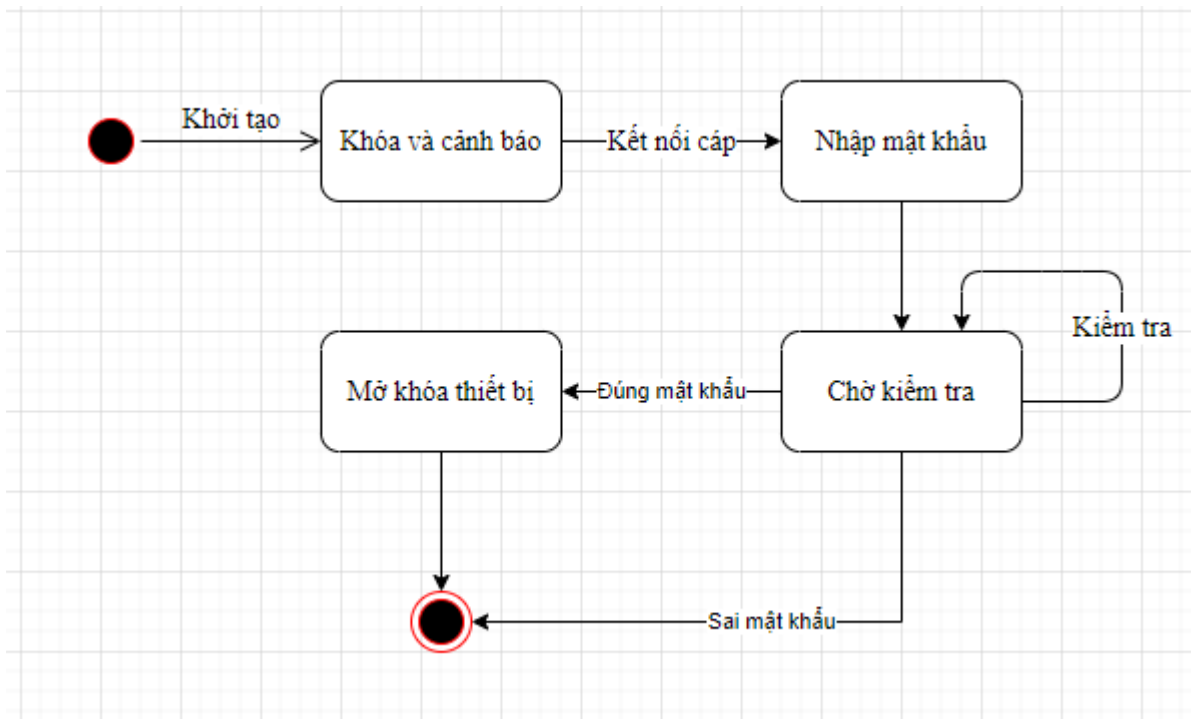 Khởi tạo
Khóa và cảnh báo
Kết nối cáp
Nhập mật khẩu
Kiểm tra
Mở khóa thiết bị
Đúng mật khẩu
Chờ kiểm tra
Sai mật khẩu